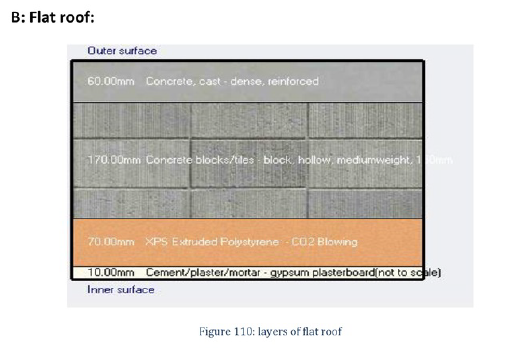 B: Flat roof:
Outer surface
60.00mm Concrete, cast - dense, reinforced
170.00mm Concrete blocks/tiles - block, hollow, mediumweight,
70.00mm XPS Extruded Polystyrene - CO2 Blowing
10.00mm Cement/plaster/mortar - gypsum plasterboard(not to scale)
Inner surface
Figure 110: layers of flat roof